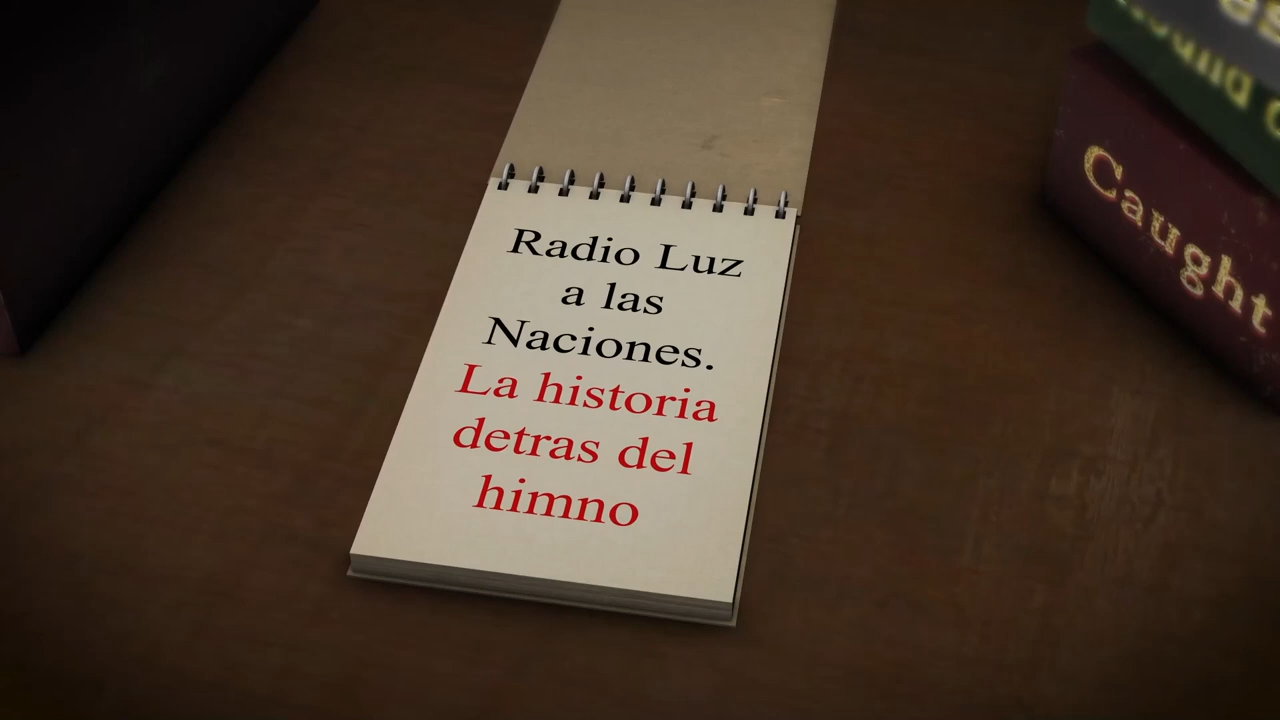 Radio Luz
a las
Naciones.
La historia
detras del
himno
Caught